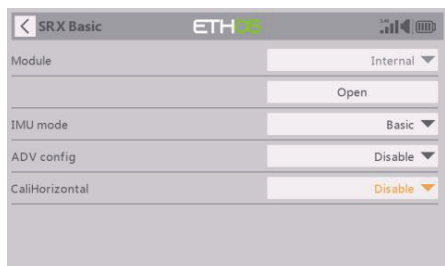 SRX Basic ETHOS
Module Internal
Open
IMU mode Basic
ADV config Disable
CaliHorizontal Disable